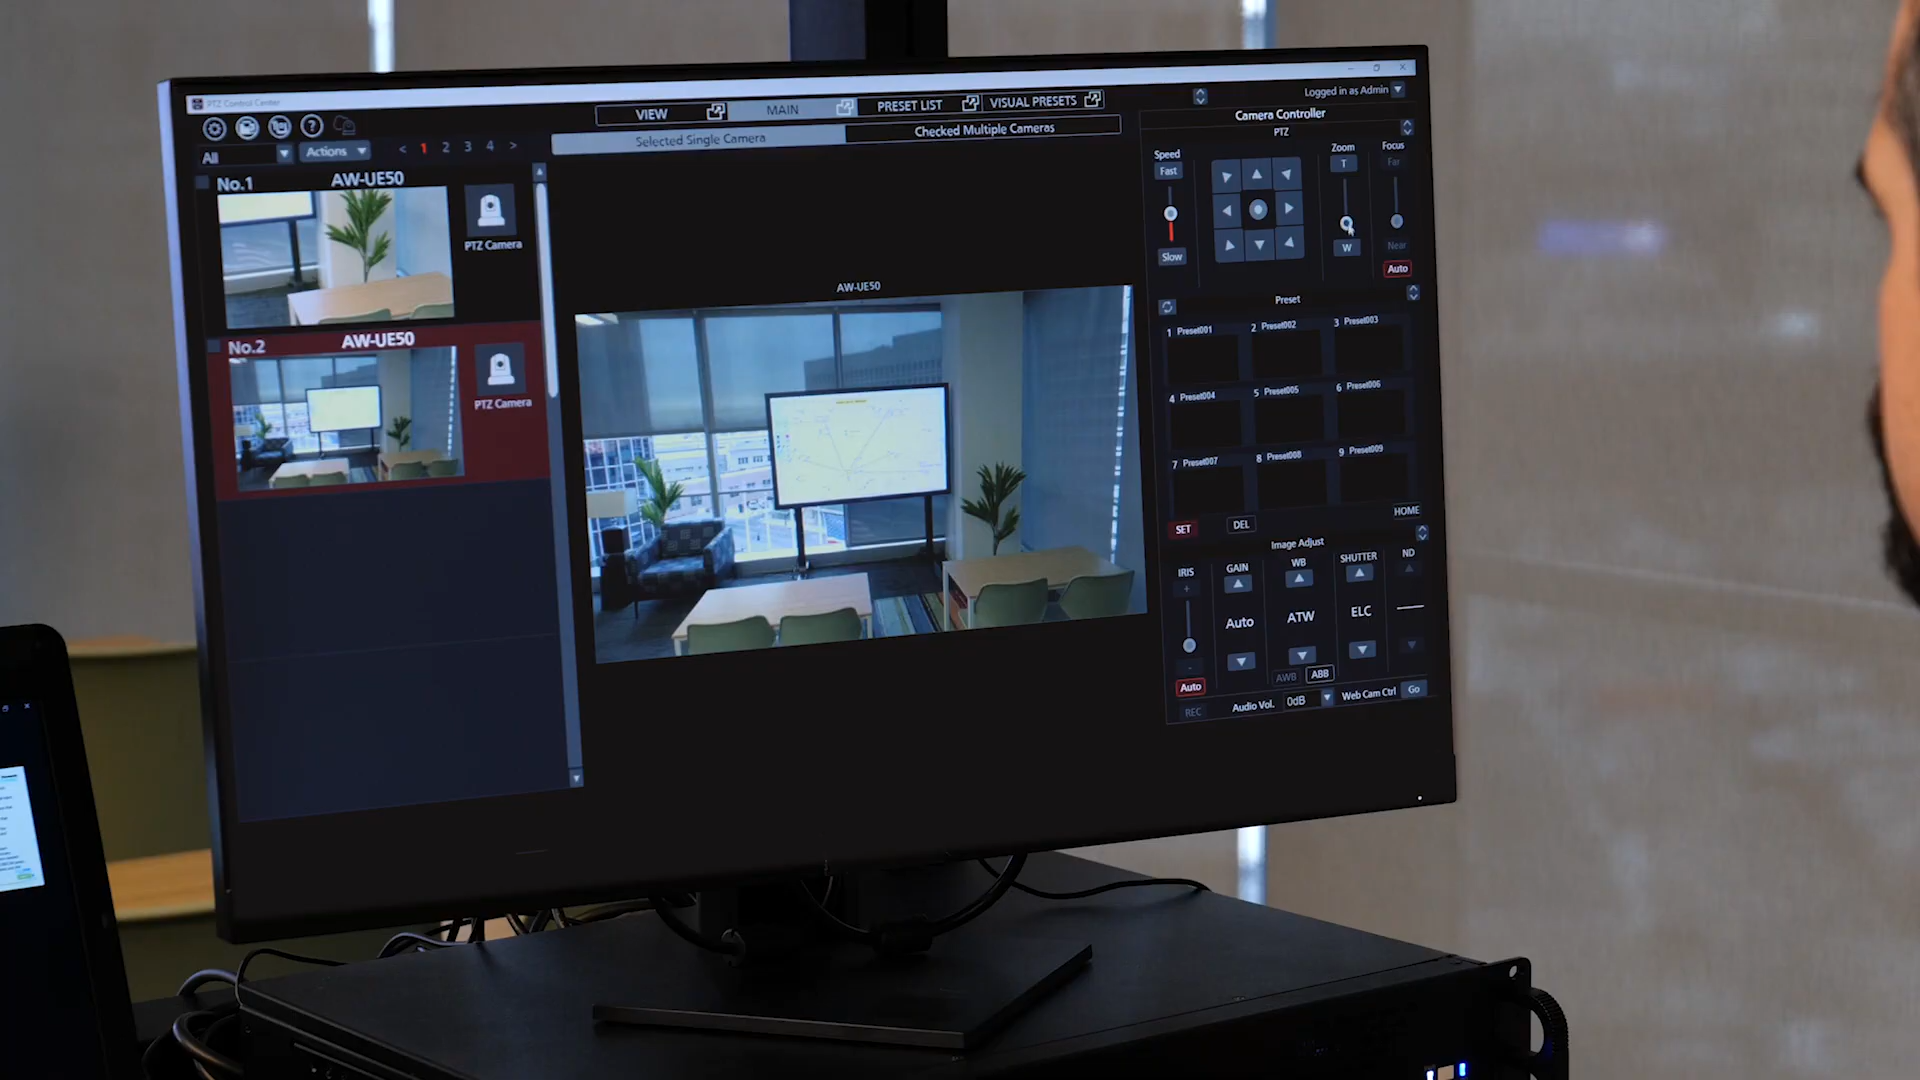 PTZ Control Center
VIEW
MAIN
PRESET LIST
VISUAL PRESETS
Logged in as Admin
All
Actions
< 1 2 3 4 >
Selected Single Camera
Checked Multiple Cameras
No.1
AW-UE50
PTZ Camera
No.2
AW-UE50
PTZ Camera
AW-UE50
Camera Controller
PTZ
Speed
Fast
Slow
Zoom
T
W
Focus
Far
Near
Auto
Preset
1 Preset001
2 Preset002
3 Preset003
4 Preset004
5 Preset005
6 Preset006
7 Preset007
8 Preset008
9 Preset009
SET
DEL
HOME
Image Adjust
IRIS
GAIN
WB
SHUTTER
ND
+
Auto
ATW
ELC
-
AWB
ABB
Auto
REC
Audio Vol.
0dB
Web Cam Ctrl
Go